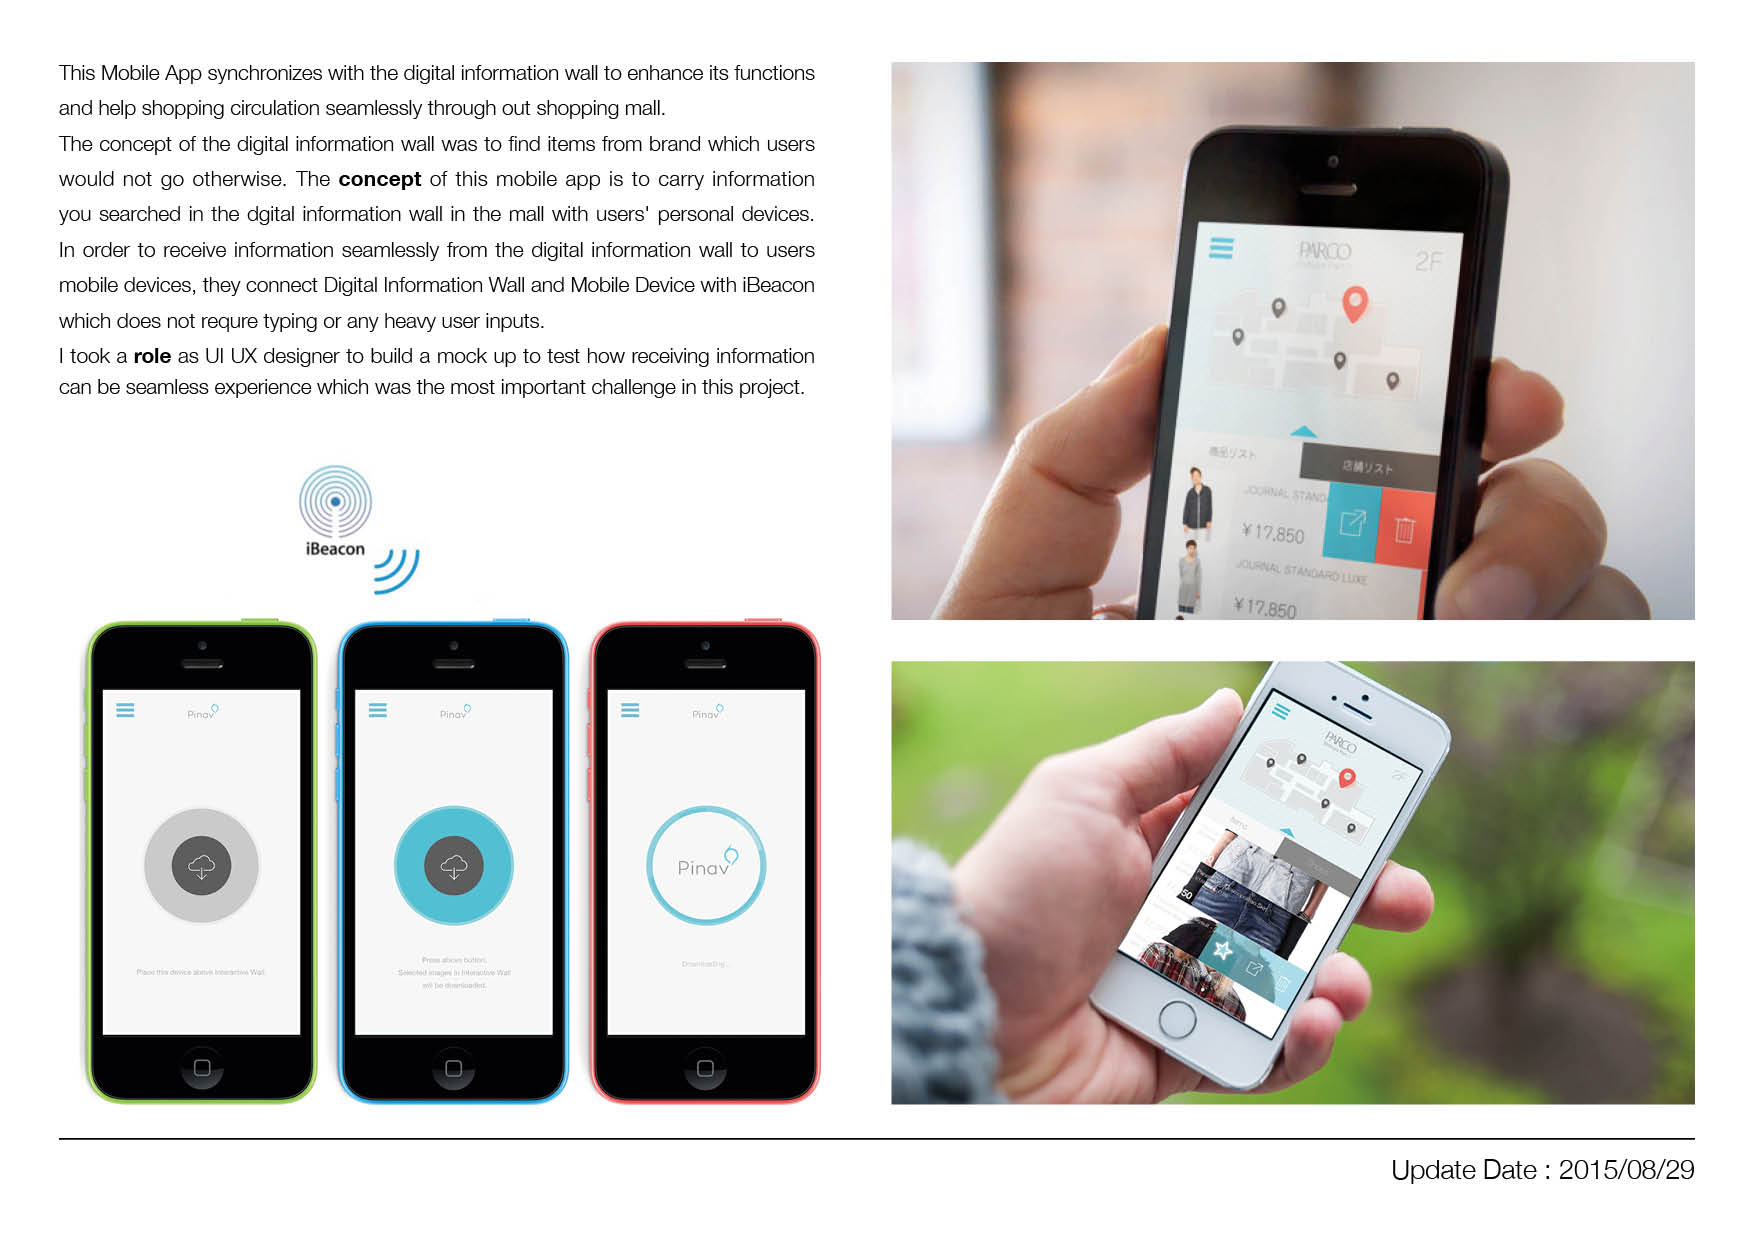 This Mobile App synchronizes with the digital information wall to enhance its functions
and help shopping circulation seamlessly through out shopping mall.
The concept of the digital information wall was to find items from brand which users
would not go otherwise. The concept of this mobile app is to carry information
you searched in the dgital information wall in the mall with users' personal devices.
In order to receive information seamlessly from the digital information wall to users
mobile devices, they connect Digital Information Wall and Mobile Device with iBeacon
which does not requre typing or any heavy user inputs.
I took a role as UI UX designer to build a mock up to test how receiving information
can be seamless experience which was the most important challenge in this project.
iBeacon
Pinav
Place this device above Interactive Wall.
Pinav
Press above button.
Selected images in Interactive Wall
will be downloaded.
Pinav
Pinav
Downloading...
PARCO
2F
商品リスト
店舗リスト
JOURNAL STANDA
¥17,850
JOURNAL STANDARD LUXE
¥17,850
PARCO
2F
Items
Update Date : 2015/08/29